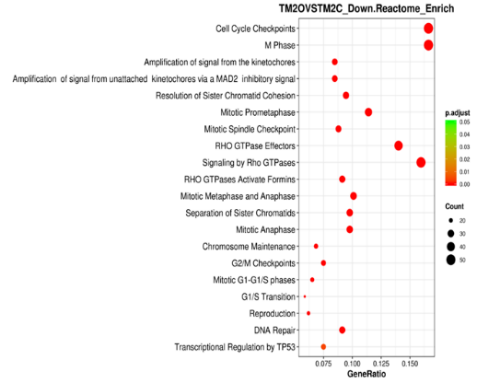 TM2OVSTM2C_Down.Reactome_Enrich
Cell Cycle Checkpoints
M Phase
Amplification of signal from the kinetochores
Amplification of signal from unattached kinetochores via a MAD2 inhibitory signal
Resolution of Sister Chromatid Cohesion
Mitotic Prometaphase
Mitotic Spindle Checkpoint
RHO GTPase Effectors
Signaling by Rho GTPases
RHO GTPases Activate Formins
Mitotic Metaphase and Anaphase
Separation of Sister Chromatids
Mitotic Anaphase
Chromosome Maintenance
G2/M Checkpoints
Mitotic G1-G1/S phases
G1/S Transition
Reproduction
DNA Repair
Transcriptional Regulation by TP53
0.075 0.100 0.125 0.150
GeneRatio
p.adjust
0.05
0.04
0.03
0.02
0.01
0.00
Count
20
30
40
50